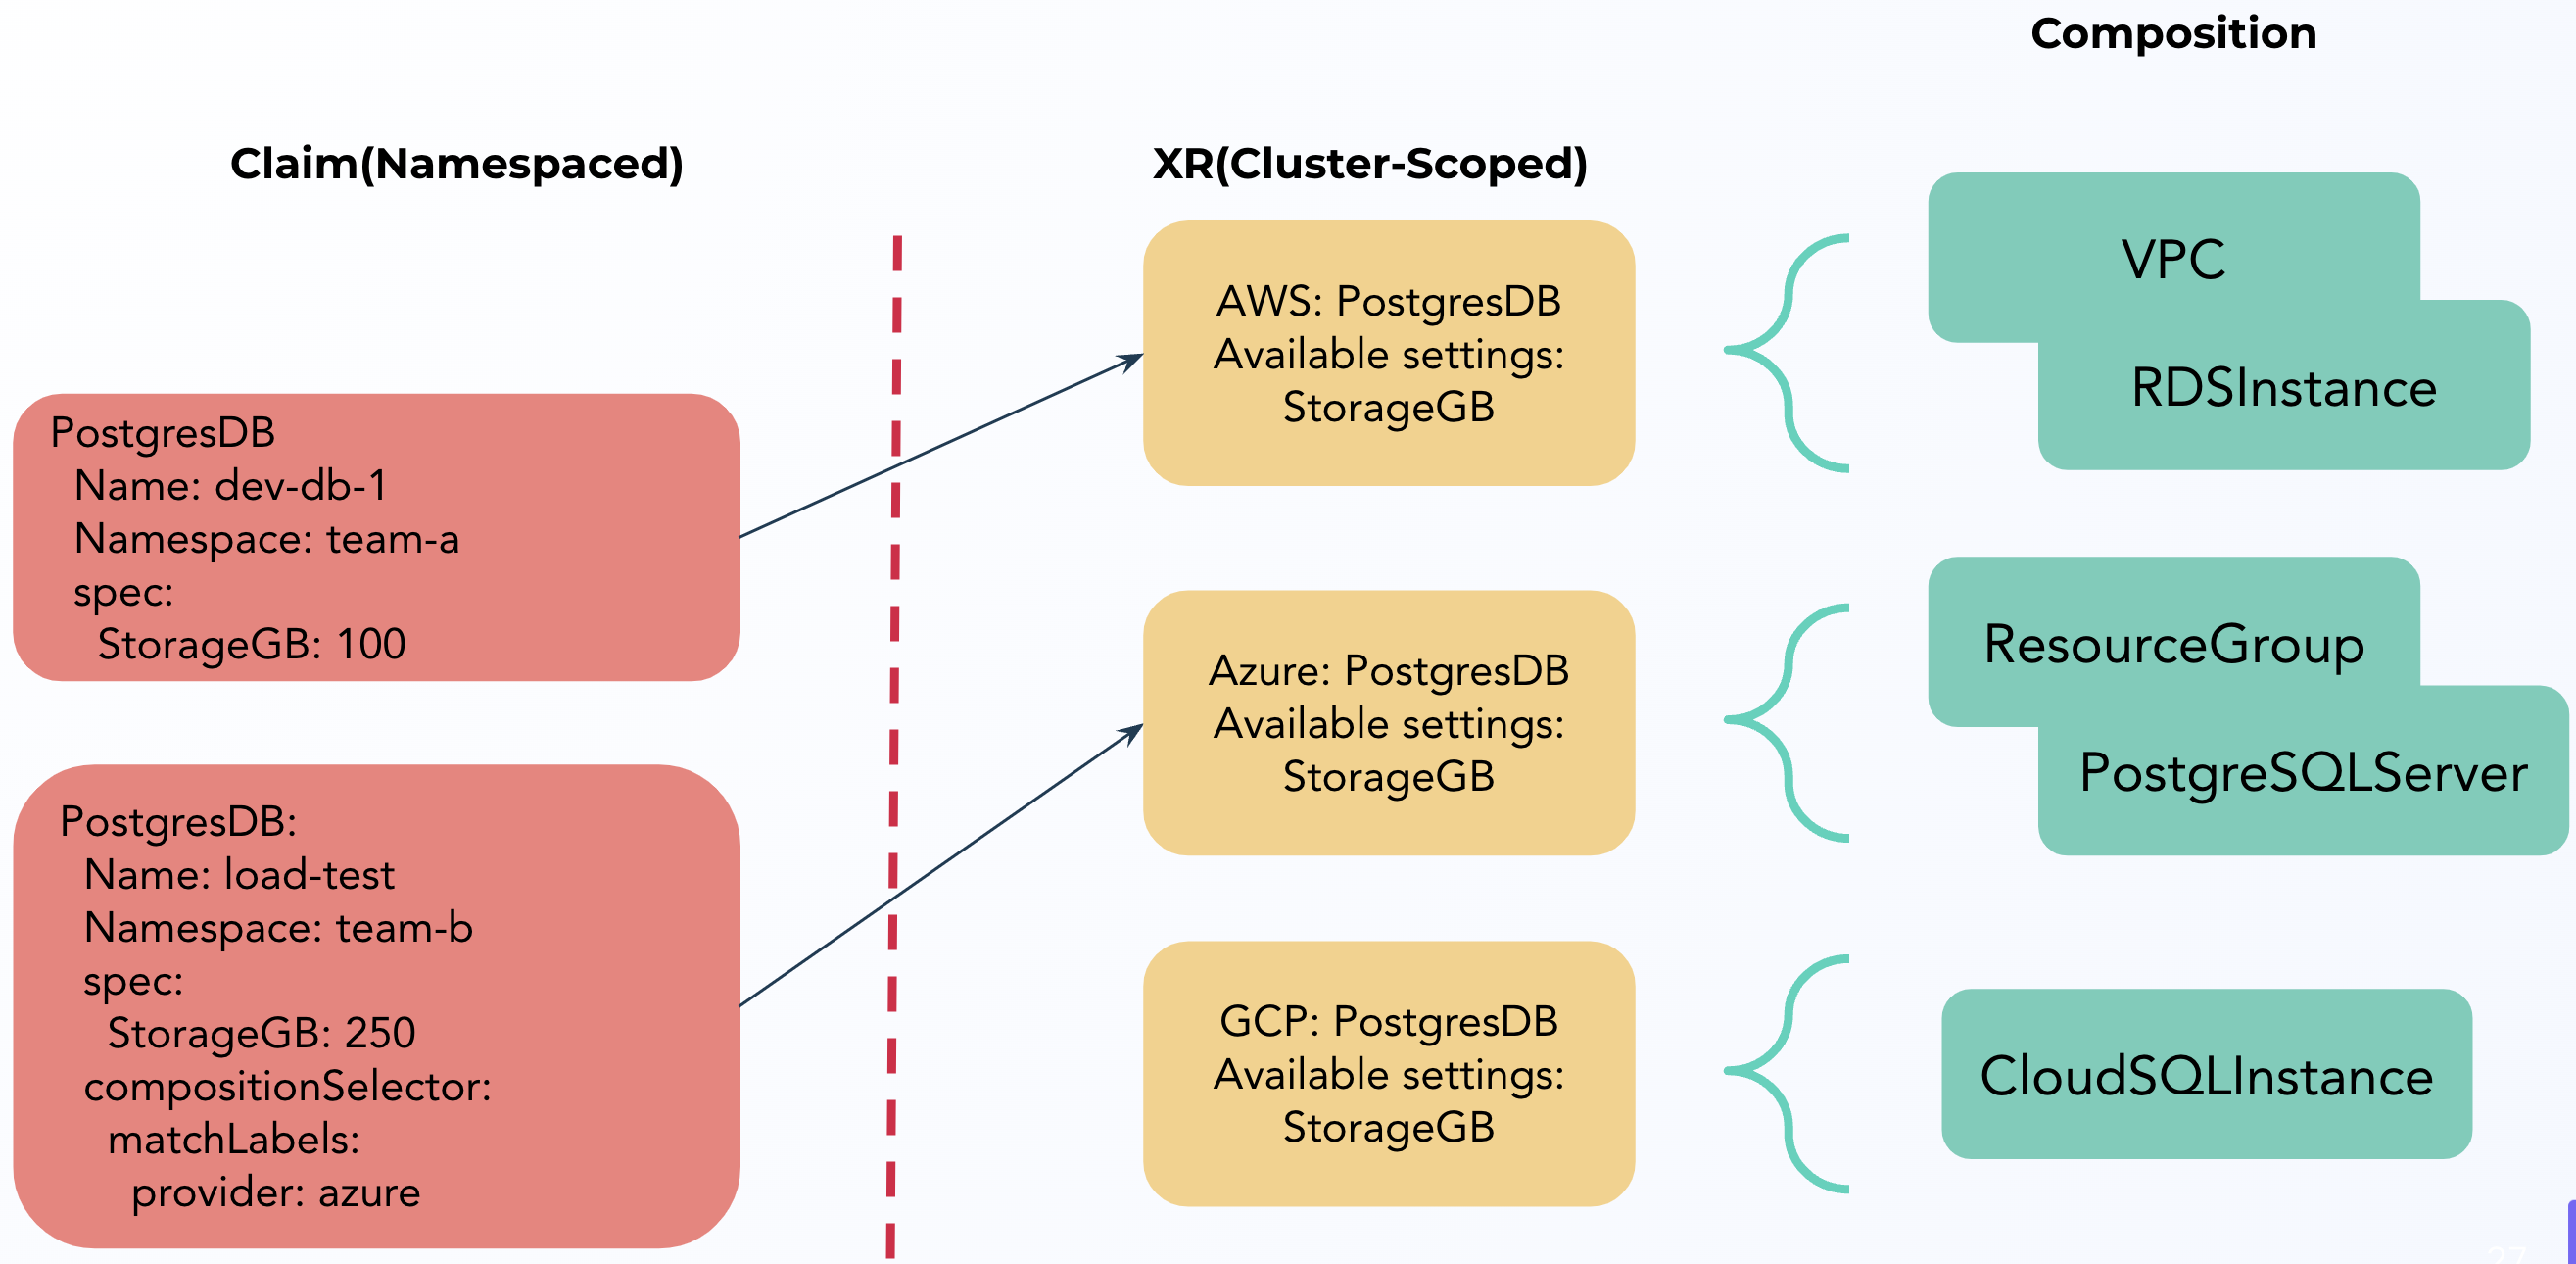 Composition
Claim(Namespaced)
XR(Cluster-Scoped)
PostgresDB
Name: dev-db-1
Namespace: team-a
spec:
StorageGB: 100
PostgresDB:
Name: load-test
Namespace: team-b
spec:
StorageGB: 250
compositionSelector:
matchLabels:
provider: azure
AWS: PostgresDB
Available settings:
StorageGB
Azure: PostgresDB
Available settings:
StorageGB
GCP: PostgresDB
Available settings:
StorageGB
VPC
RDSInstance
ResourceGroup
PostgreSQLServer
CloudSQLInstance
27